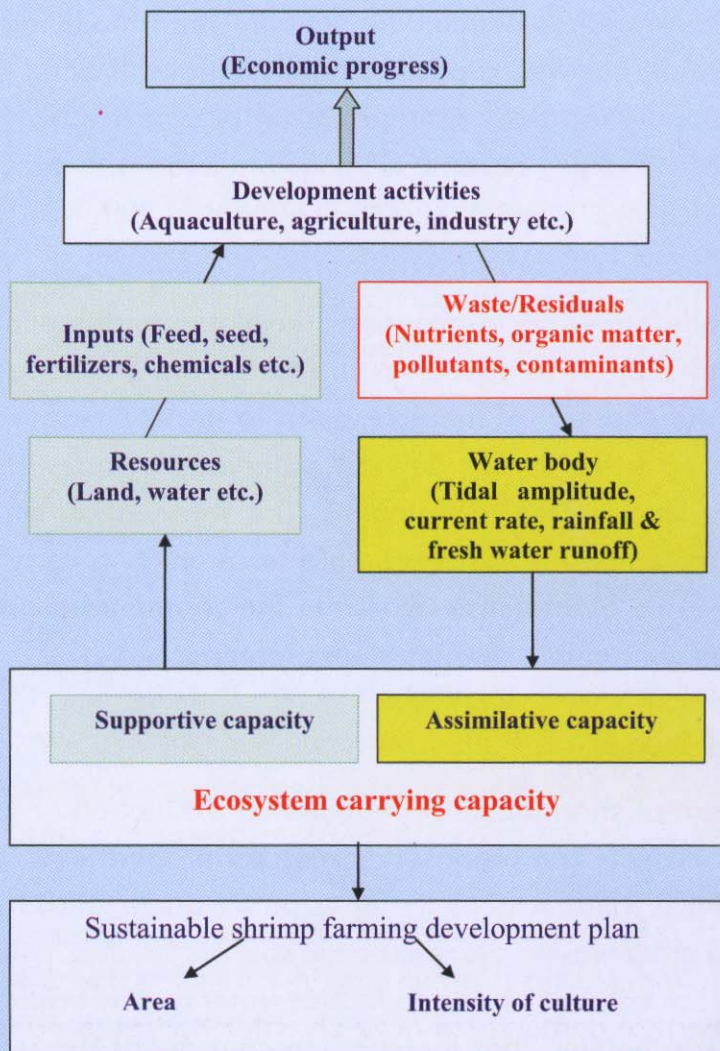 Output
(Economic progress)
Development activities
(Aquaculture, agriculture, industry etc.)
Inputs (Feed, seed,
fertilizers, chemicals etc.)
Waste/Residuals
(Nutrients, organic matter,
pollutants, contaminants)
Resources
(Land, water etc.)
Water body
(Tidal amplitude,
current rate, rainfall &
fresh water runoff)
Supportive capacity
Assimilative capacity
Ecosystem carrying capacity
Sustainable shrimp farming development plan
Area
Intensity of culture